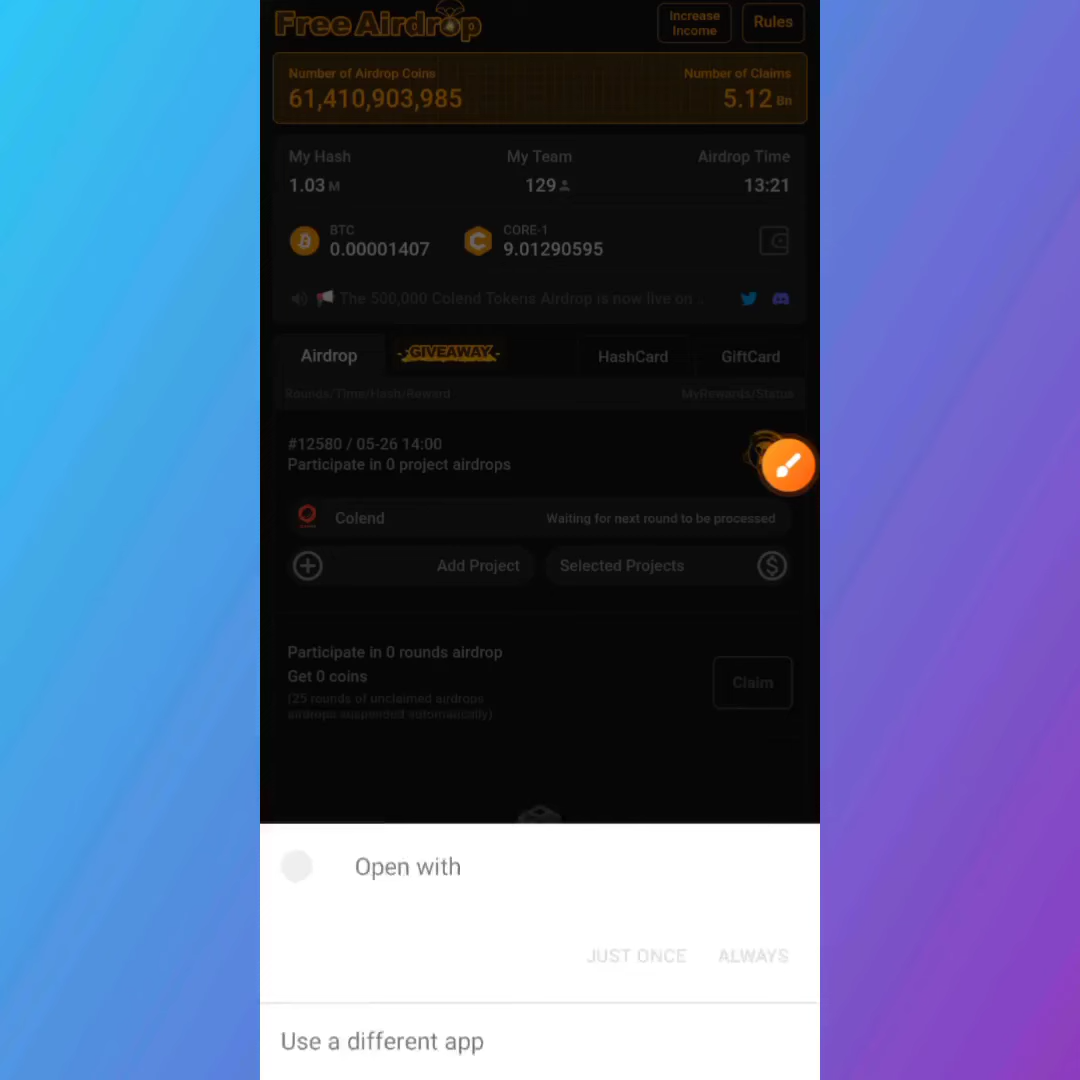 Free Airdrop
Increase
Income
Rules
Number of Airdrop Coins
Number of Claims
61,410,903,985
5.12 Bn
My Hash
My Team
Airdrop Time
1.03 M
129
13:21
BTC
0.00001407
CORE-1
9.01290595
The 500,000 Colend Tokens Airdrop is now live on ..
Airdrop
GIVEAWAY
HashCard
GiftCard
Rounds/Time/Hash/Reward
MyRewards/Status
#12580 / 05-26 14:00
Participate in 0 project airdrops
Colend
Waiting for next round to be processed
Add Project
Selected Projects
Participate in 0 rounds airdrop
Get 0 coins
(25 rounds of unclaimed airdrops
airdrops suspended automatically)
Claim
Open with
JUST ONCE
ALWAYS
Use a different app